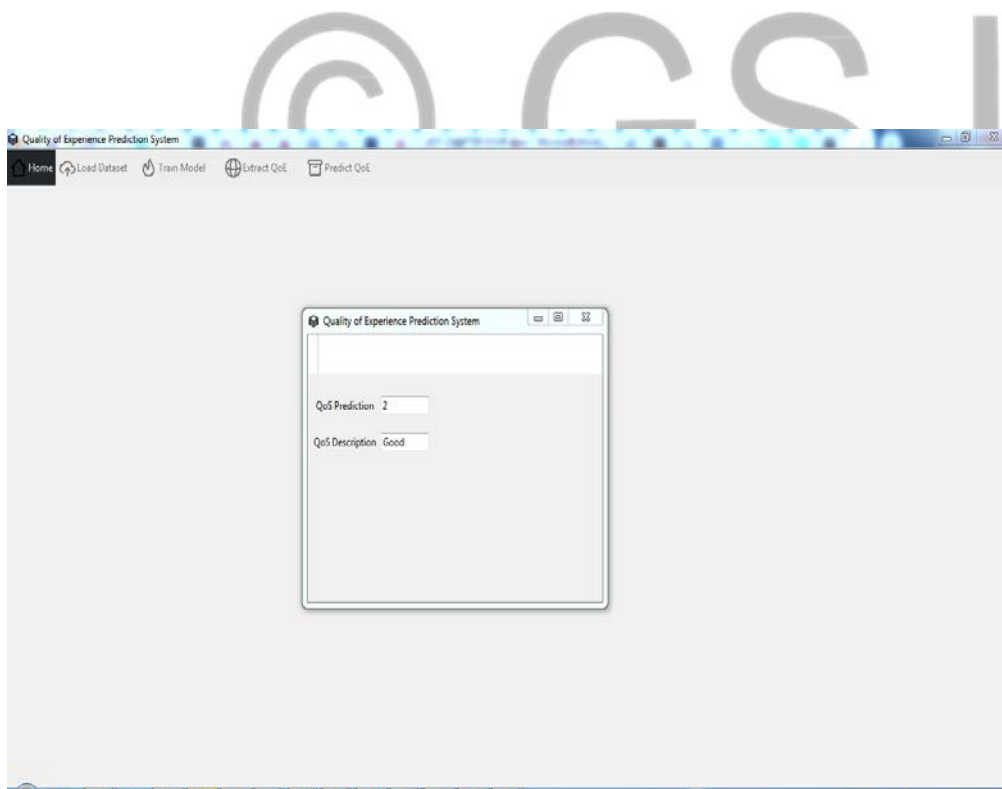 © GSJ
Quality of Experience Prediction System
Home Load Dataset Train Model Extract QoE Predict QoE
Quality of Experience Prediction System
QoS Prediction 2
QoS Description Good